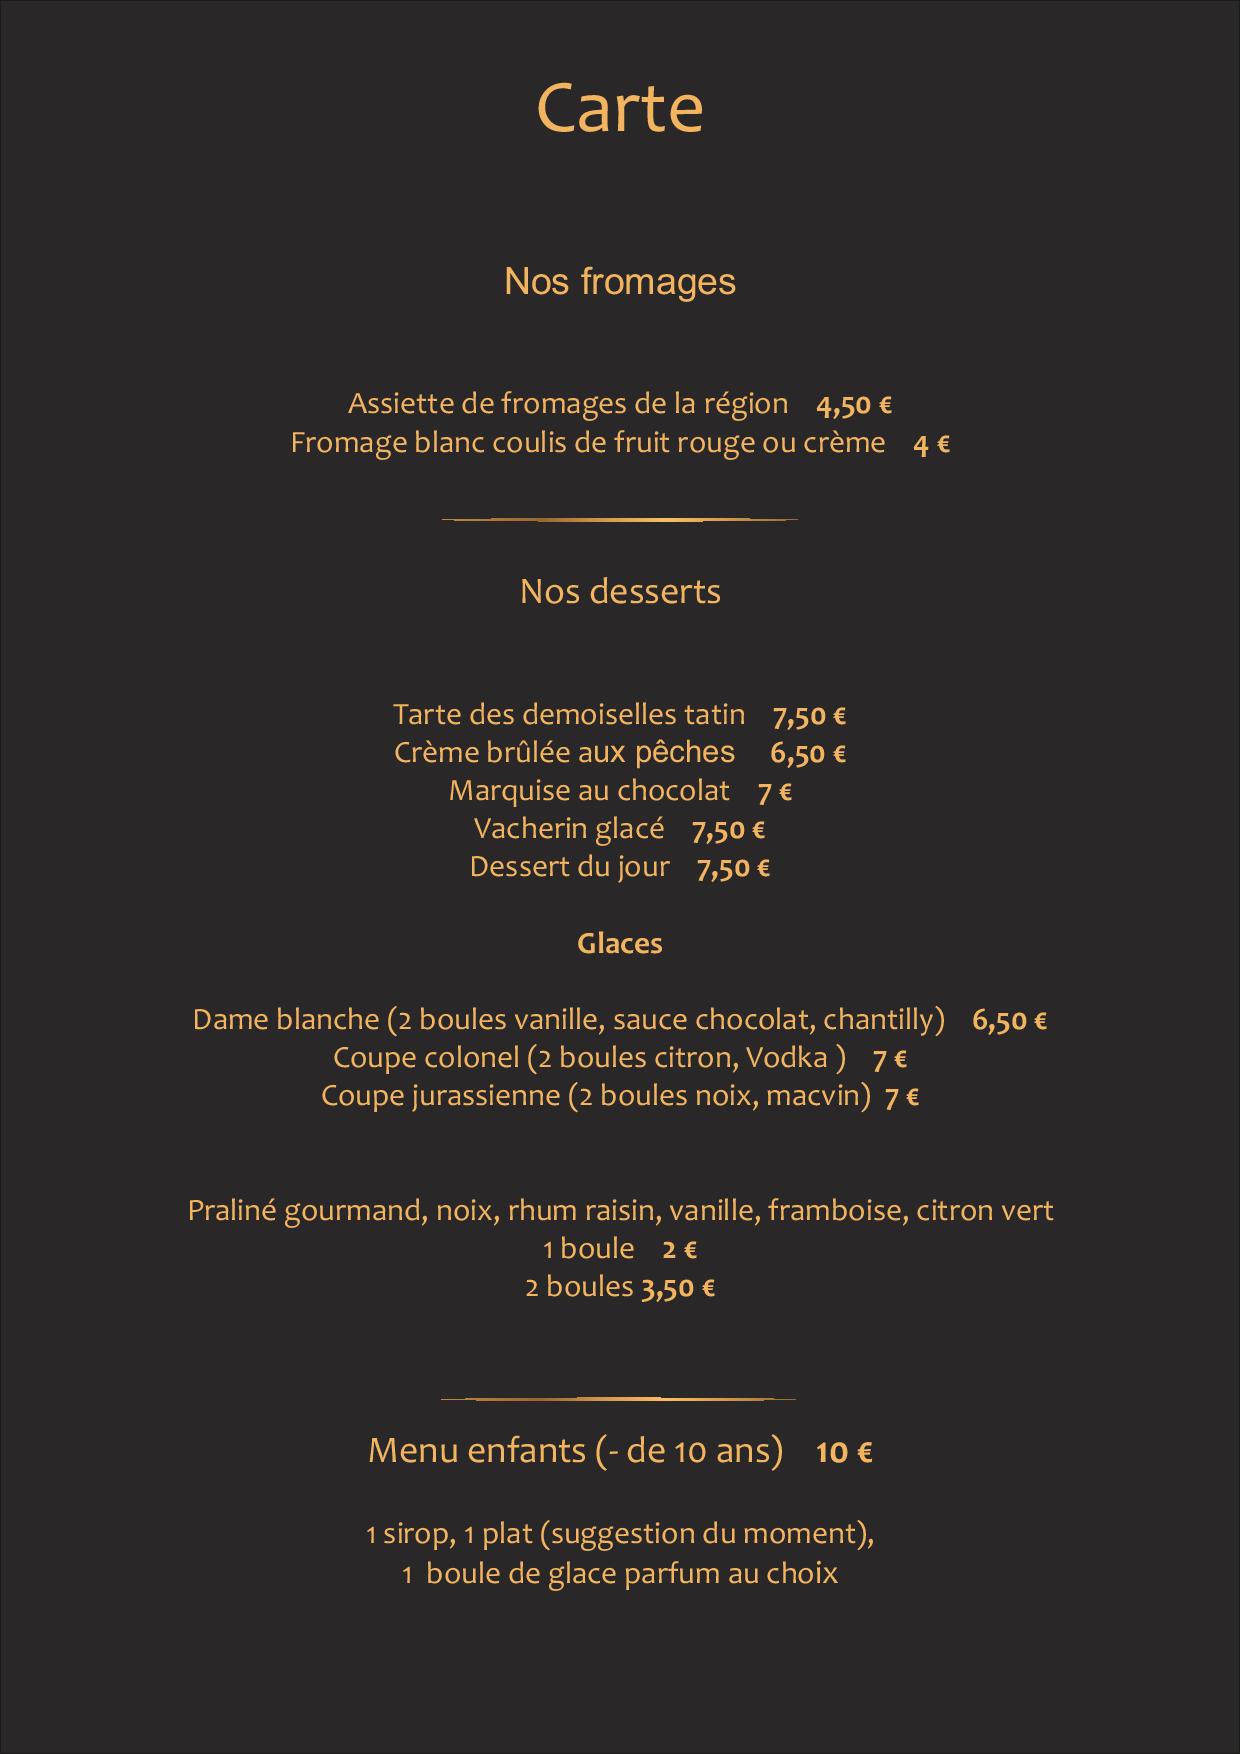 Carte
Nos fromages
Assiette de fromages de la région 4,50 €
Fromage blanc coulis de fruit rouge ou crème 4 €
Nos desserts
Tarte des demoiselles tatin 7,50 €
Crème brûlée aux pêches 6,50 €
Marquise au chocolat 7 €
Vacherin glacé 7,50 €
Dessert du jour 7,50 €
Glaces
Dame blanche (2 boules vanille, sauce chocolat, chantilly) 6,50 €
Coupe colonel (2 boules citron, Vodka ) 7 €
Coupe jurassienne (2 boules noix, macvin) 7 €
Praliné gourmand, noix, rhum raisin, vanille, framboise, citron vert
1 boule 2 €
2 boules 3,50 €
Menu enfants (- de 10 ans) 10 €
1 sirop, 1 plat (suggestion du moment),
1 boule de glace parfum au choix